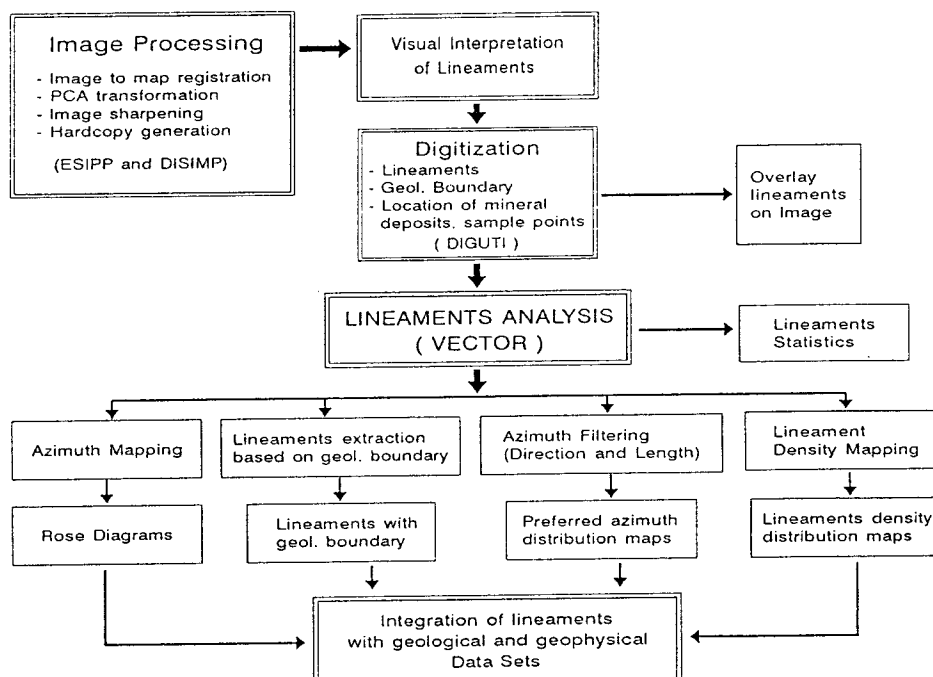 Image Processing
- Image to map registration
- PCA transformation
- Image sharpening
- Hardcopy generation
(ESIPP and DISIMP)
Visual Interpretation
of Lineaments
Digitization
- Lineaments
- Geol. Boundary
- Location of mineral
deposits, sample points
( DIGUTI )
Overlay
lineaments
on Image
LINEAMENTS ANALYSIS
( VECTOR )
Lineaments
Statistics
Azimuth Mapping
Lineaments extraction
based on geol. boundary
Azimuth Filtering
(Direction and Length)
Lineament
Density Mapping
Rose Diagrams
Lineaments with
geol. boundary
Preferred azimuth
distribution maps
Lineaments density
distribution maps
Integration of lineaments
with geological and geophysical
Data Sets